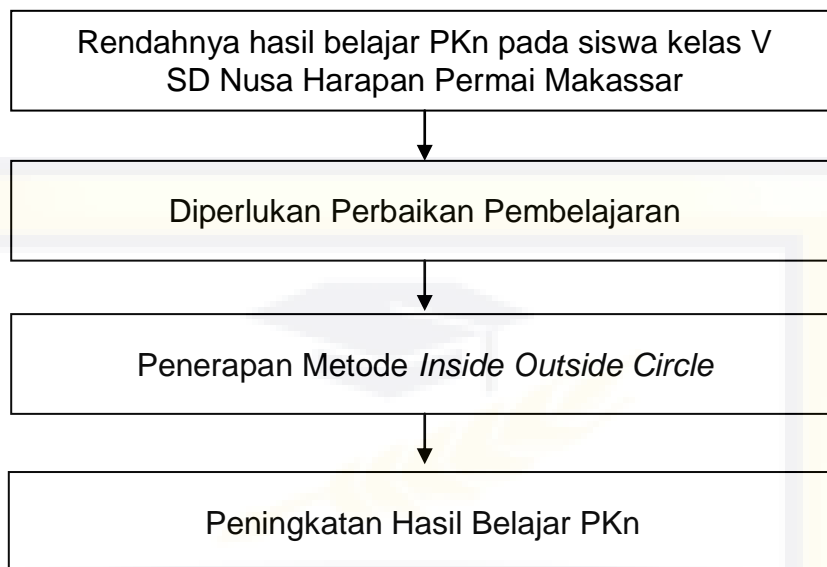 Rendahnya hasil belajar PKn pada siswa kelas V
SD Nusa Harapan Permai Makassar
Diperlukan Perbaikan Pembelajaran
Penerapan Metode Inside Outside Circle
Peningkatan Hasil Belajar PKn